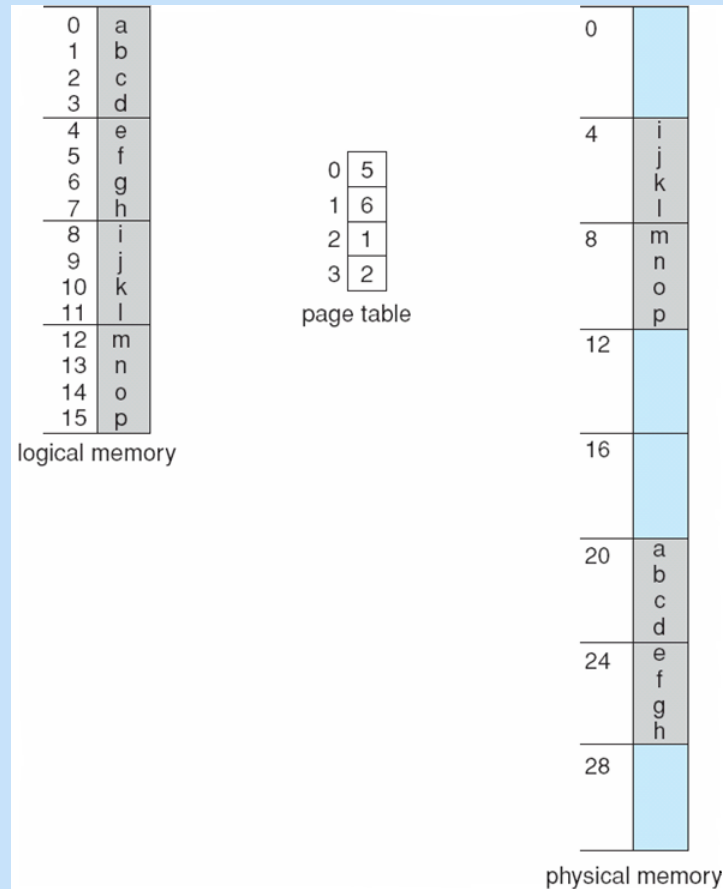 0 a
1 b
2 c
3 d
4 e
5 f
6 g
7 h
8 i
9 j
10 k
11 l
12 m
13 n
14 o
15 p
logical memory
0 5
1 6
2 1
3 2
page table
0
4 i
j
k
l
8 m
n
o
p
12
16
20 a
b
c
d
24 e
f
g
h
28
physical memory